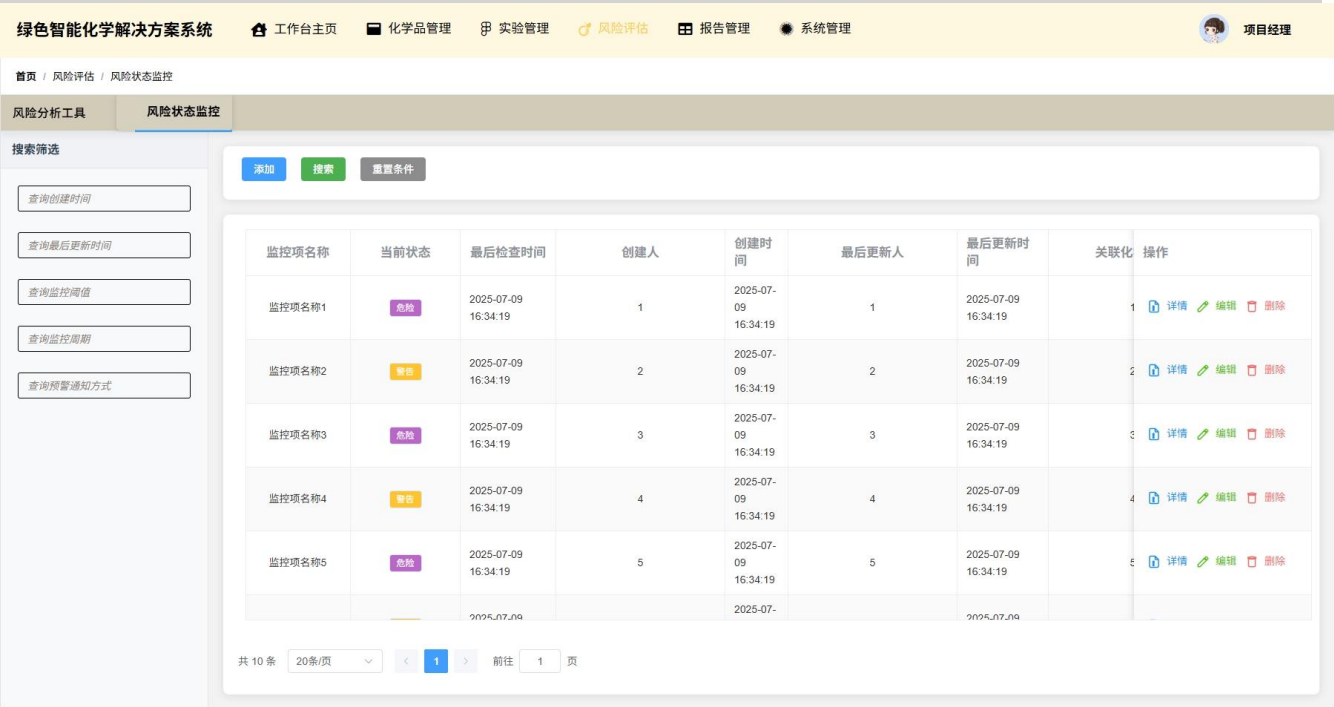 绿色智能化学解决方案系统 工作台主页 化学品管理 实验管理 风险评估 报告管理 系统管理 项目经理
首页 / 风险评估 / 风险状态监控
风险分析工具 风险状态监控
搜索筛选
查询创建时间
查询最后更新时间
查询监控阈值
查询监控周期
查询预警通知方式
添加 搜索 重置条件
监控项名称 当前状态 最后检查时间 创建人 创建时间 最后更新人 最后更新时间 关联化 操作
监控项名称1 危险 2025-07-09 16:34:19 1 2025-07-09 16:34:19 1 2025-07-09 16:34:19 1 详情 编辑 删除
监控项名称2 警告 2025-07-09 16:34:19 2 2025-07-09 16:34:19 2 2025-07-09 16:34:19 2 详情 编辑 删除
监控项名称3 危险 2025-07-09 16:34:19 3 2025-07-09 16:34:19 3 2025-07-09 16:34:19 3 详情 编辑 删除
监控项名称4 警告 2025-07-09 16:34:19 4 2025-07-09 16:34:19 4 2025-07-09 16:34:19 4 详情 编辑 删除
监控项名称5 危险 2025-07-09 16:34:19 5 2025-07-09 16:34:19 5 2025-07-09 16:34:19 5 详情 编辑 删除
2025-07-09 2025-07- 2025-07-09
共 10 条 20条/页 1 前往 1 页